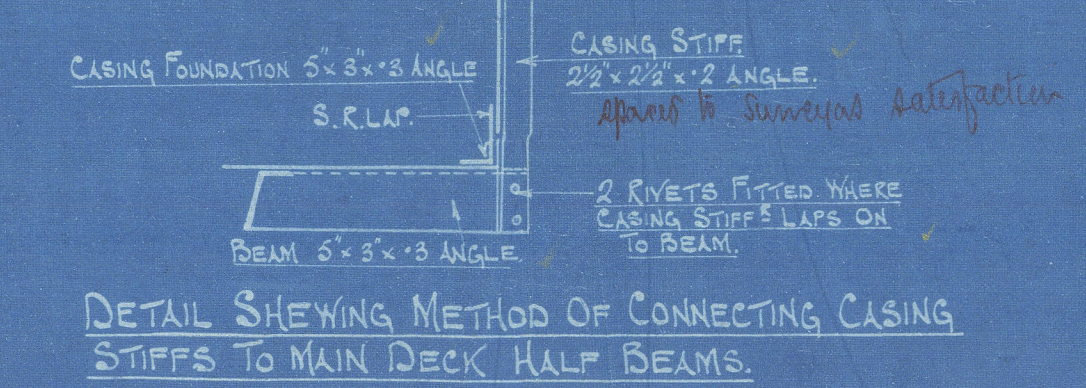 CASING FOUNDATION 5" x 3" x ·3 ANGLE
S.R. LAP.
CASING STIFF.
2½" x 2½" x ·2 ANGLE.
spaced to Surveyors satisfaction
2 RIVETS FITTED WHERE
CASING STIFFS LAPS ON
TO BEAM.
BEAM 5" x 3" x ·3 ANGLE.
DETAIL SHEWING METHOD OF CONNECTING CASING
STIFFS TO MAIN DECK HALF BEAMS.